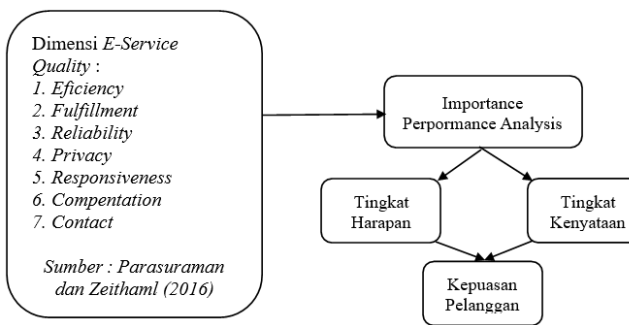 Dimensi E-Service
Quality :
1. Eficiency
2. Fulfillment
3. Reliability
4. Privacy
5. Responsiveness
6. Compentation
7. Contact
Sumber : Parasuraman
dan Zeithaml (2016)
Importance
Perpormance Analysis
Tingkat
Harapan
Tingkat
Kenyataan
Kepuasan
Pelanggan